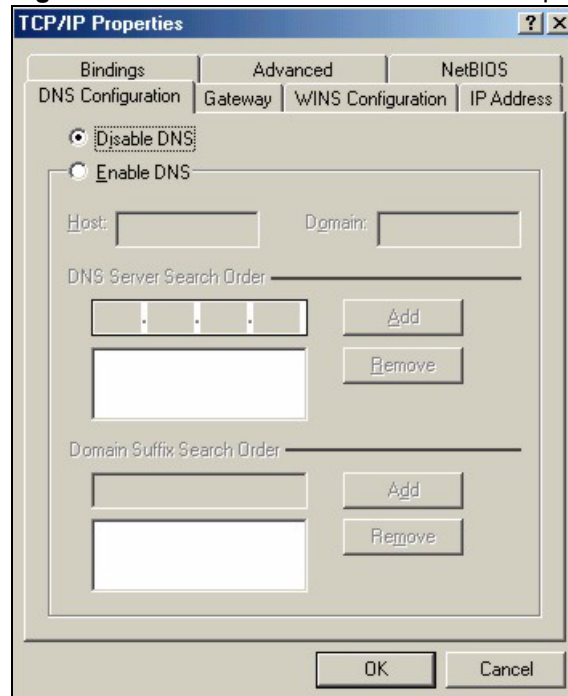 TCP/IP Properties
? ×
Bindings
Advanced
NetBIOS
DNS Configuration
Gateway
WINS Configuration
IP Address
Disable DNS
Enable DNS
Host:
Domain:
DNS Server Search Order
. . .
Add
Remove
Domain Suffix Search Order
Add
Remove
OK
Cancel